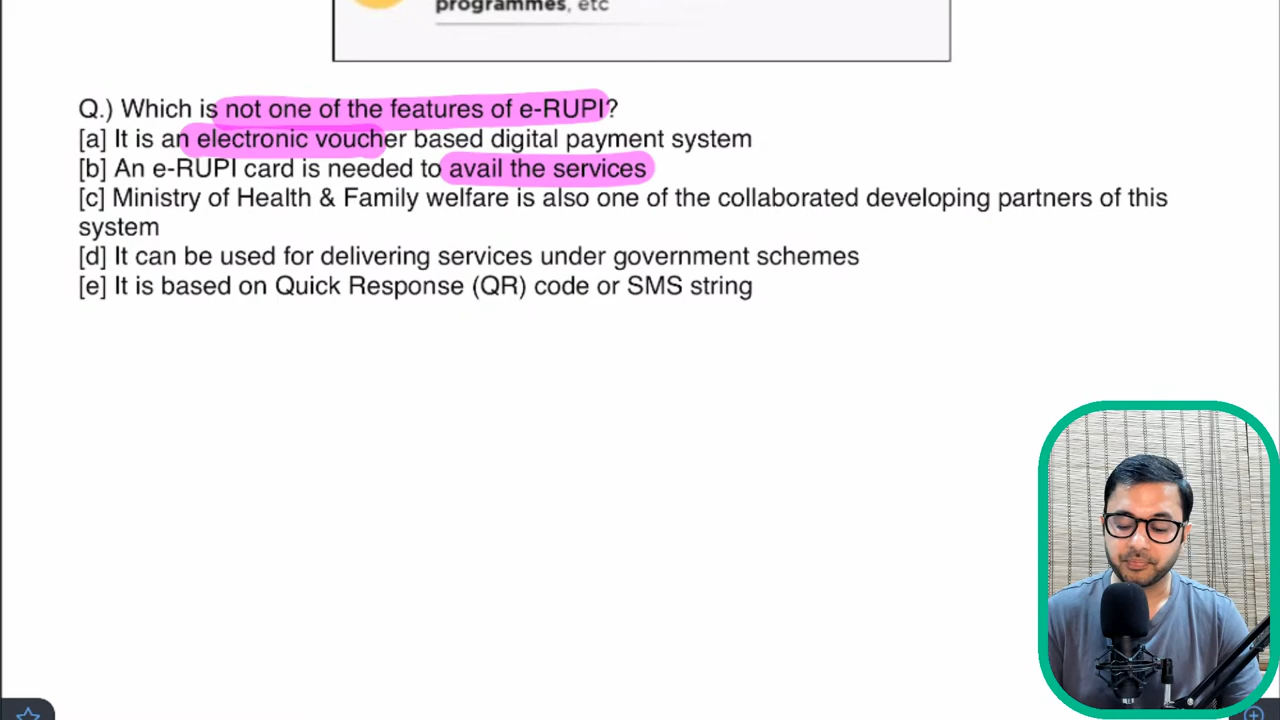 programmes, etc
Q.) Which is not one of the features of e-RUPI?
[a] It is an electronic voucher based digital payment system
[b] An e-RUPI card is needed to avail the services
[c] Ministry of Health & Family welfare is also one of the collaborated developing partners of this
system
[d] It can be used for delivering services under government schemes
[e] It is based on Quick Response (QR) code or SMS string